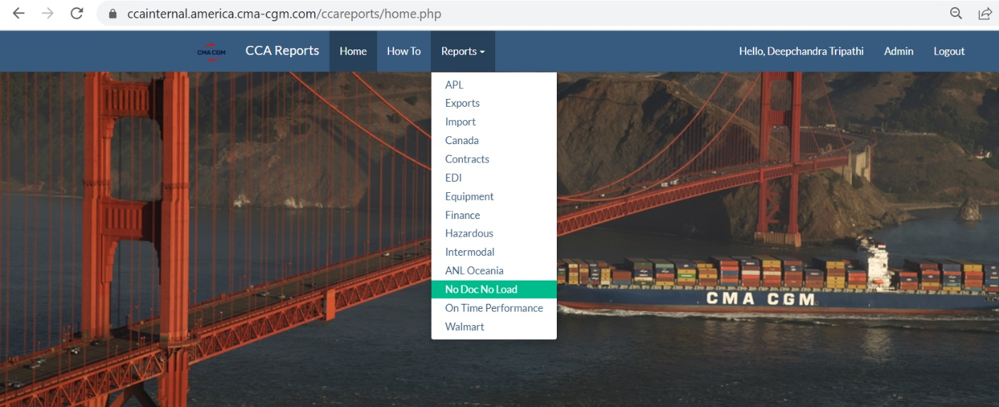 ccainternal.america.cma-cgm.com/ccareports/home.php
CMA CGM CCA Reports Home How To Reports Hello, Deepchandra Tripathi Admin Logout
APL
Exports
Import
Canada
Contracts
EDI
Equipment
Finance
Hazardous
Intermodal
ANL Oceania
No Doc No Load
CMA CGM
On Time Performance
Walmart